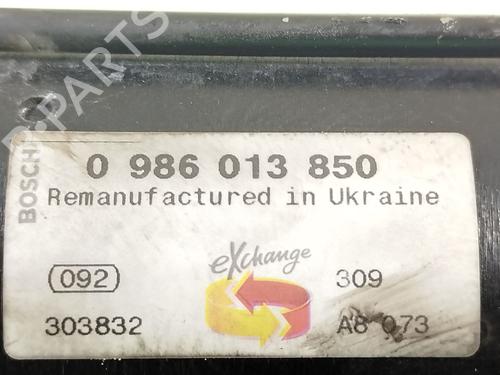 B-PARTS
BOSCH
0 986 013 850
Remanufactured in Ukraine
092 eXchange 309
303832 A8 073